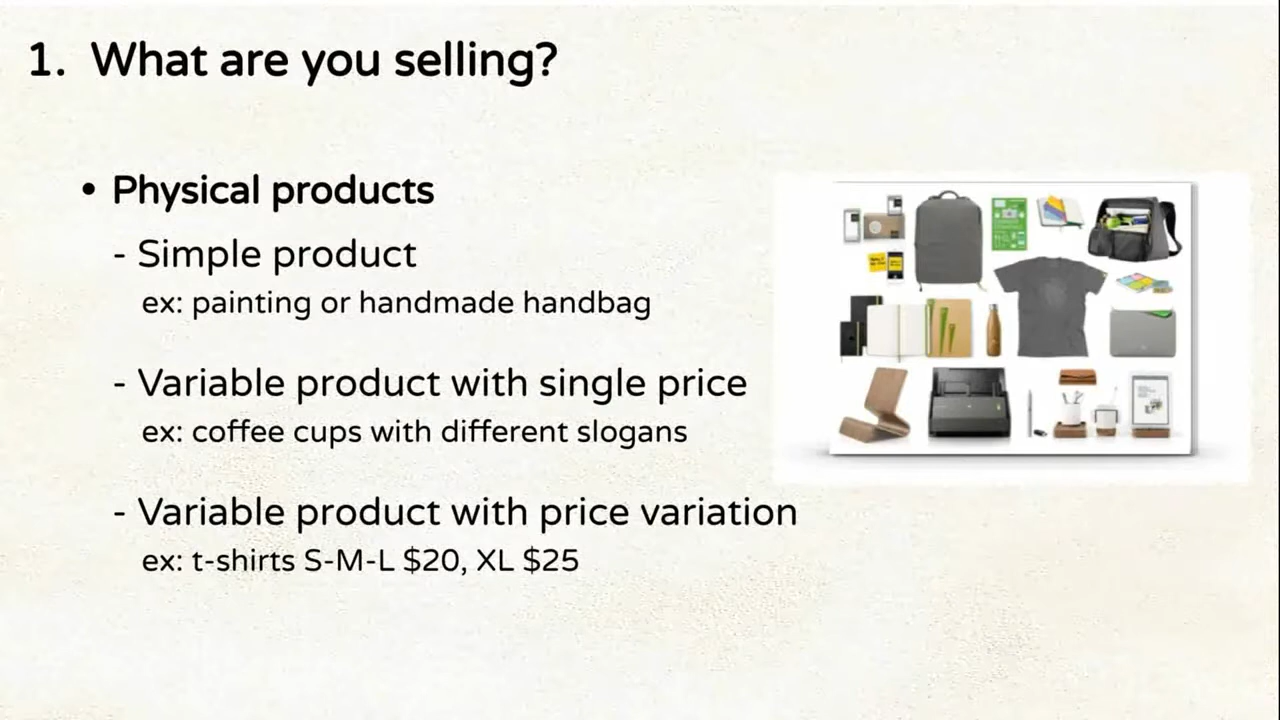 1. What are you selling?
• Physical products
- Simple product
ex: painting or handmade handbag
- Variable product with single price
ex: coffee cups with different slogans
- Variable product with price variation
ex: t-shirts S-M-L $20, XL $25